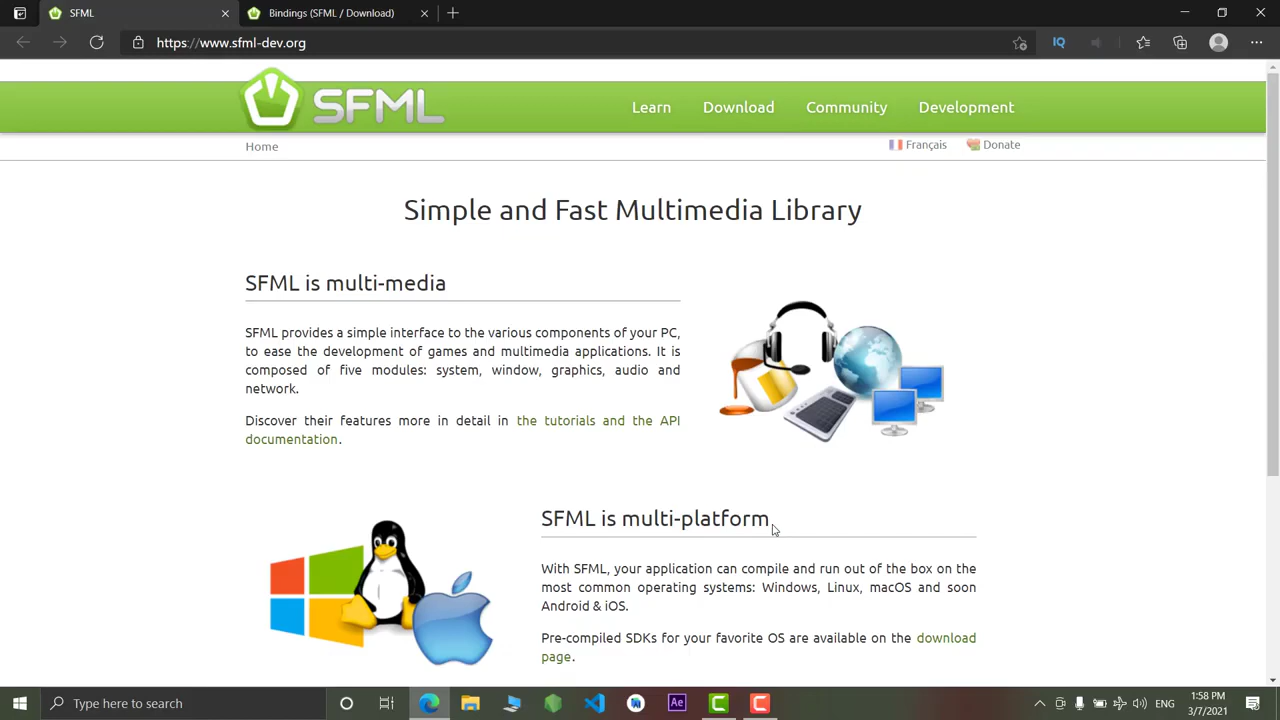 SFML
Bindings (SFML / Download)
https://www.sfml-dev.org
IQ
SFML
Learn
Download
Community
Development
Home
Français
Donate
Simple and Fast Multimedia Library
SFML is multi-media
SFML provides a simple interface to the various components of your PC,
to ease the development of games and multimedia applications. It is
composed of five modules: system, window, graphics, audio and
network.
Discover their features more in detail in the tutorials and the API
documentation.
SFML is multi-platform
With SFML, your application can compile and run out of the box on the
most common operating systems: Windows, Linux, macOS and soon
Android & iOS.
Pre-compiled SDKs for your favorite OS are available on the download
page.
Type here to search
Ae
ENG
1:58 PM
3/7/2021